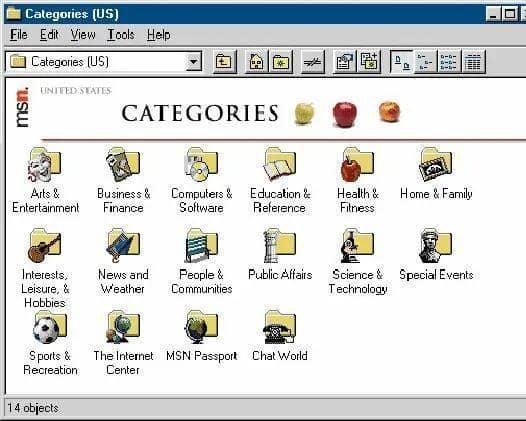 Categories (US)
File Edit View Tools Help
Categories (US)
msn.
UNITED STATES
CATEGORIES
Arts &
Entertainment
Business &
Finance
Computers &
Software
Education &
Reference
Health &
Fitness
Home & Family
Interests,
Leisure, &
Hobbies
News and
Weather
People &
Communities
Public Affairs
Science &
Technology
Special Events
Sports &
Recreation
The Internet
Center
MSN Passport
Chat World
14 objects